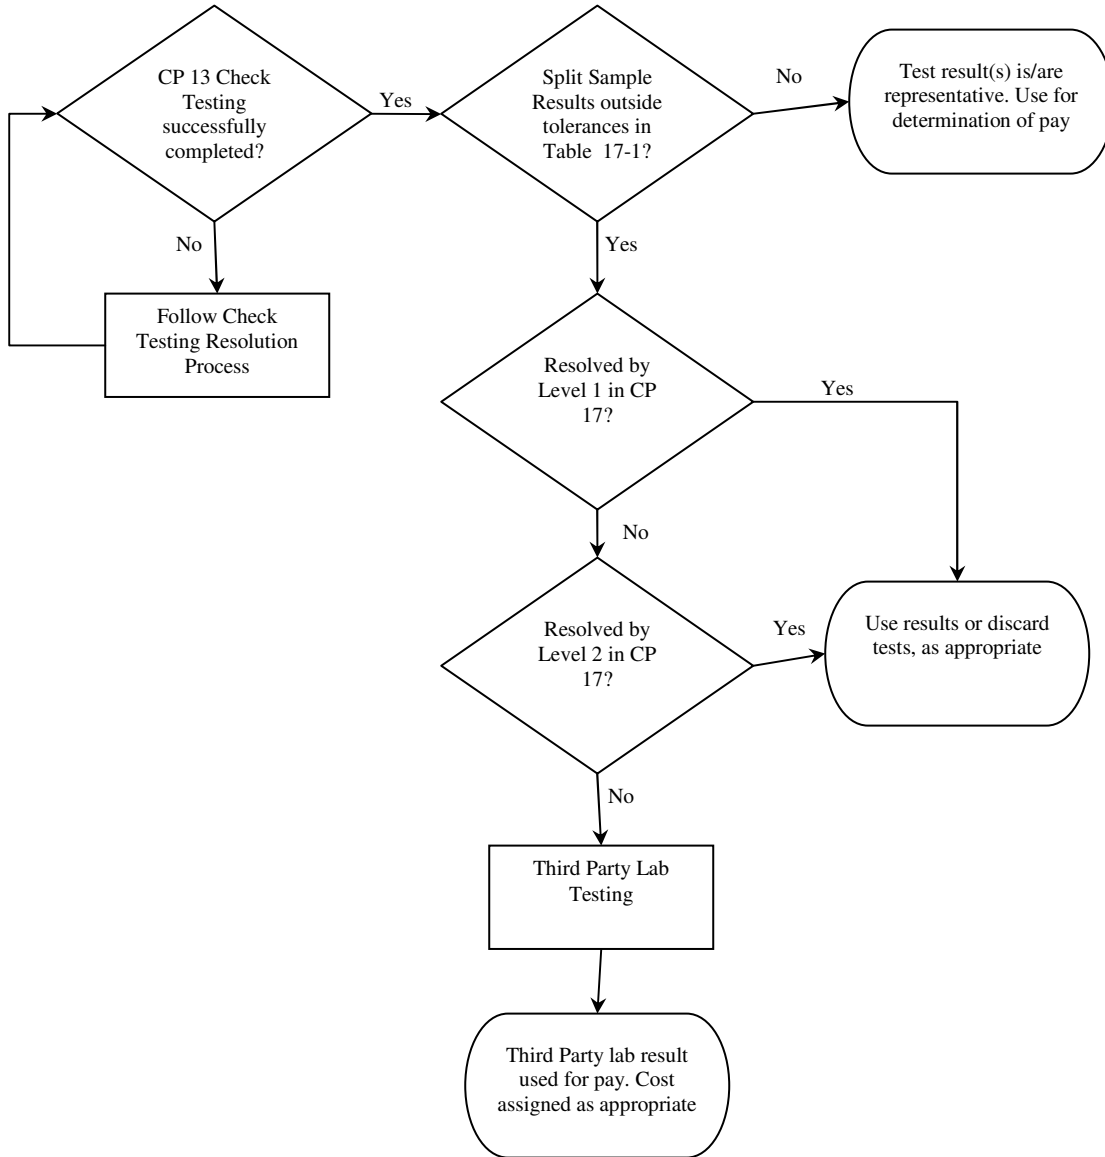 CP 13 Check
Testing
successfully
completed?
Yes
Split Sample
Results outside
tolerances in
Table 17-1?
No
Test result(s) is/are
representative. Use for
determination of pay
No
Yes
Follow Check
Testing Resolution
Process
Resolved by
Level 1 in CP
17?
Yes
No
Resolved by
Level 2 in CP
17?
Yes
Use results or discard
tests, as appropriate
No
Third Party Lab
Testing
Third Party lab result
used for pay. Cost
assigned as appropriate